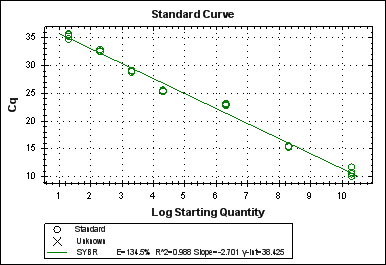 Standard Curve
35
30
25
20
15
10
Cq
1 2 3 4 5 6 7 8 9 10
Log Starting Quantity
Standard
Unknown
SYBR E=134.5% R^2=0.988 Slope=-2.701 y-int=38.425